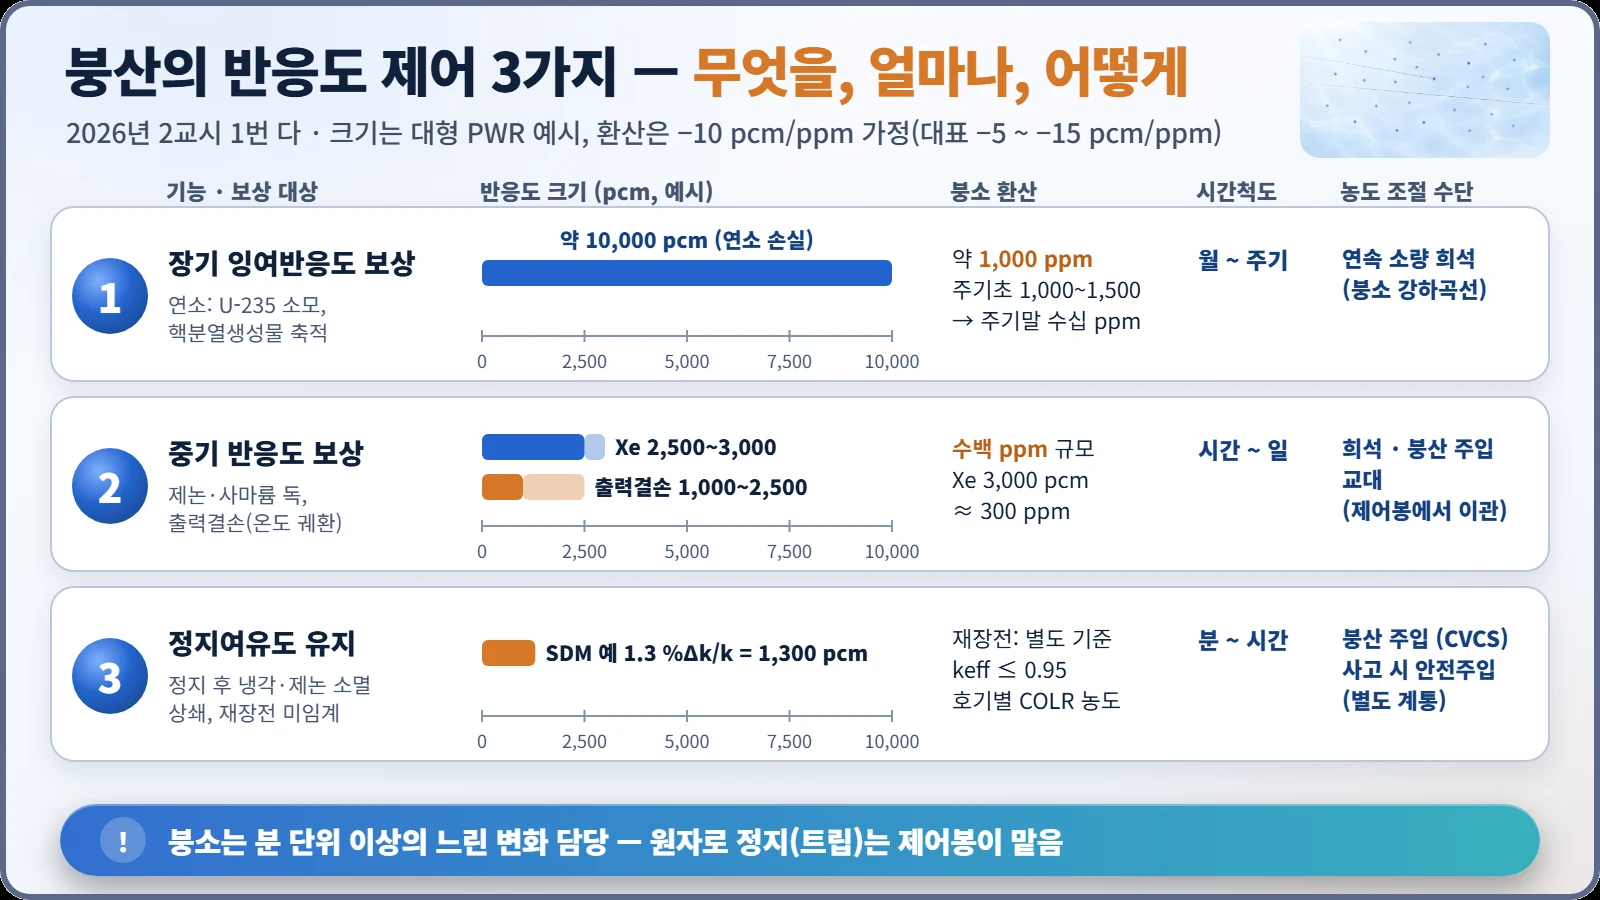 붕산의 반응도 제어 3가지 — 무엇을, 얼마나, 어떻게
2026년 2교시 1번 다 · 크기는 대형 PWR 예시, 환산은 −10 pcm/ppm 가정(대표 −5 ~ −15 pcm/ppm)
기능 · 보상 대상
반응도 크기 (pcm, 예시)
붕소 환산
시간척도
농도 조절 수단
1
장기 잉여반응도 보상
연소: U-235 소모,
핵분열생성물 축적
약 10,000 pcm (연소 손실)
0 2,500 5,000 7,500 10,000
약 1,000 ppm
주기초 1,000~1,500
→ 주기말 수십 ppm
월 ~ 주기
연속 소량 희석
(붕소 강하곡선)
2
중기 반응도 보상
제논·사마륨 독,
출력결손(온도 궤환)
Xe 2,500~3,000
출력결손 1,000~2,500
0 2,500 5,000 7,500 10,000
수백 ppm 규모
Xe 3,000 pcm
≈ 300 ppm
시간 ~ 일
희석 · 붕산 주입
교대
(제어봉에서 이관)
3
정지여유도 유지
정지 후 냉각·제논 소멸
상쇄, 재장전 미임계
SDM 예 1.3 %Δk/k = 1,300 pcm
0 2,500 5,000 7,500 10,000
재장전: 별도 기준
keff ≤ 0.95
호기별 COLR 농도
분 ~ 시간
붕산 주입 (CVCS)
사고 시 안전주입
(별도 계통)
! 붕소는 분 단위 이상의 느린 변화 담당 — 원자로 정지(트립)는 제어봉이 맡음